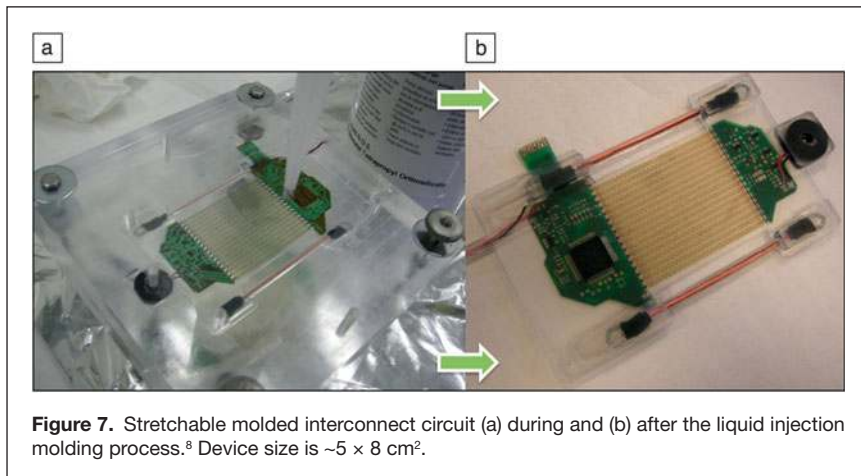 a
b
Figure 7. Stretchable molded interconnect circuit (a) during and (b) after the liquid injection
molding process.⁸ Device size is ~5 × 8 cm².